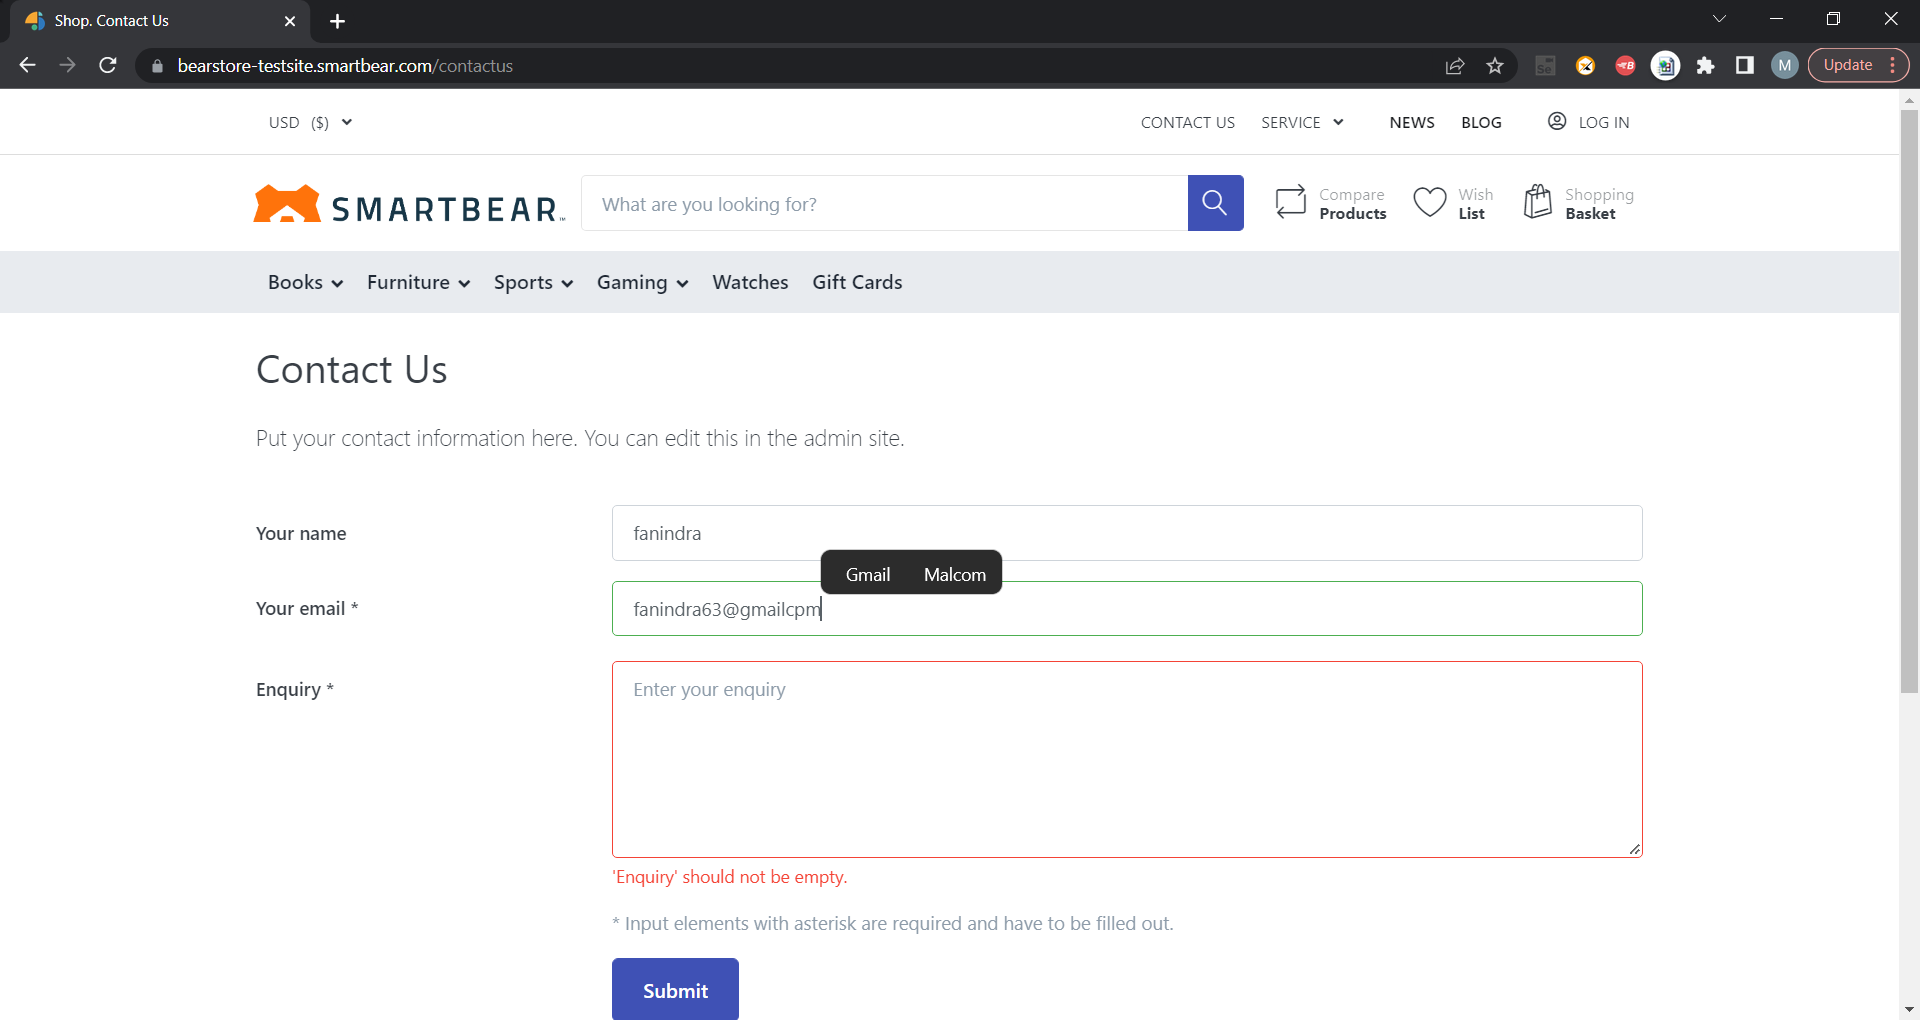 Shop. Contact Us
bearstore-testsite.smartbear.com/contactus
Se
B
M
Update
USD ($)
CONTACT US SERVICE NEWS BLOG LOG IN
SMARTBEAR™
What are you looking for?
Compare
Products
Wish
List
Shopping
Basket
Books Furniture Sports Gaming Watches Gift Cards
Contact Us
Put your contact information here. You can edit this in the admin site.
Your name
fanindra
Gmail Malcom
Your email *
fanindra63@gmailcpm
Enquiry *
Enter your enquiry
'Enquiry' should not be empty.
* Input elements with asterisk are required and have to be filled out.
Submit